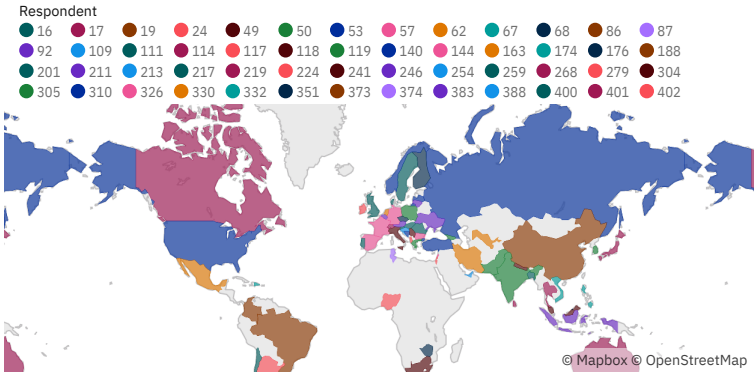 Respondent
16 17 19 24 49 50 53 57 62 67 68 86 87
92 109 111 114 117 118 119 140 144 163 174 176 188
201 211 213 217 219 224 241 246 254 259 268 279 304
305 310 326 330 332 351 373 374 383 388 400 401 402
© Mapbox © OpenStreetMap